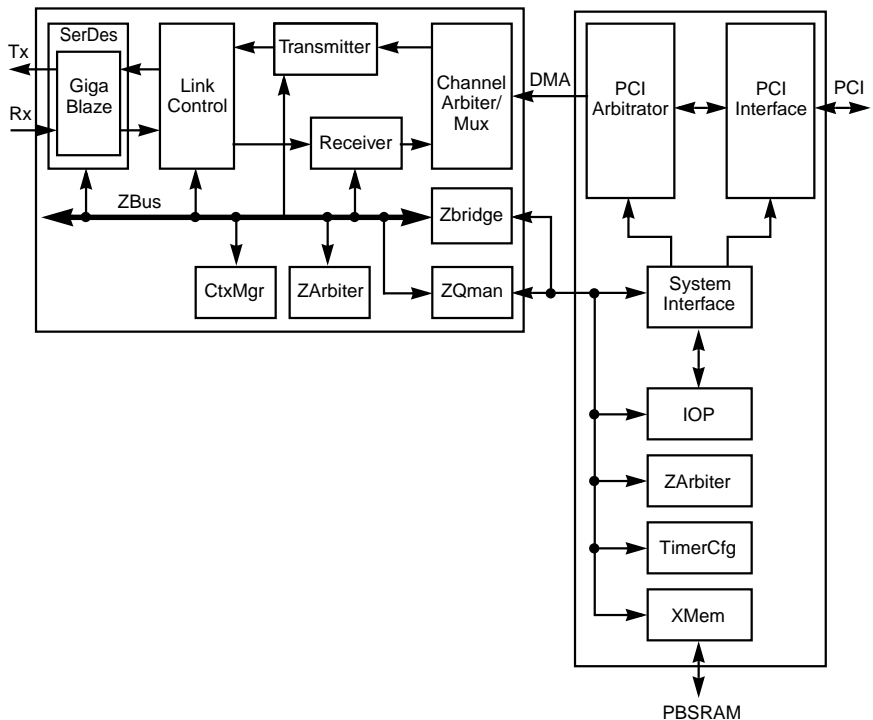 SerDes
Tx
Giga
Blaze
Rx
Link
Control
Transmitter
Receiver
Channel
Arbiter/
Mux
DMA
PCI
Arbitrator
PCI
Interface
PCI
ZBus
Zbridge
CtxMgr
ZArbiter
ZQman
System
Interface
IOP
ZArbiter
TimerCfg
XMem
PBSRAM